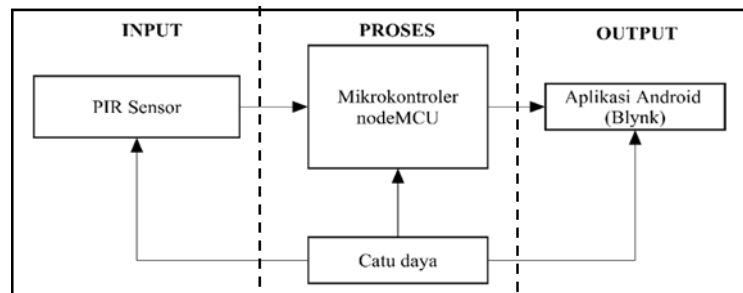 INPUT
PROSES
OUTPUT
PIR Sensor
Mikrokontroler
nodeMCU
Aplikasi Android
(Blynk)
Catu daya